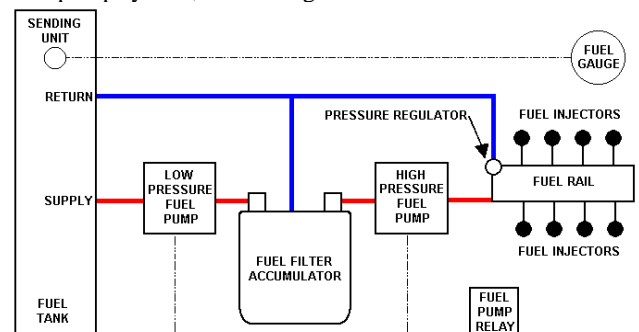 SENDING
UNIT
FUEL
GAUGE
RETURN
PRESSURE REGULATOR
FUEL INJECTORS
LOW
PRESSURE
FUEL
PUMP
HIGH
PRESSURE
FUEL
PUMP
FUEL RAIL
SUPPLY
FUEL FILTER
ACCUMULATOR
FUEL INJECTORS
FUEL
TANK
FUEL
PUMP
RELAY